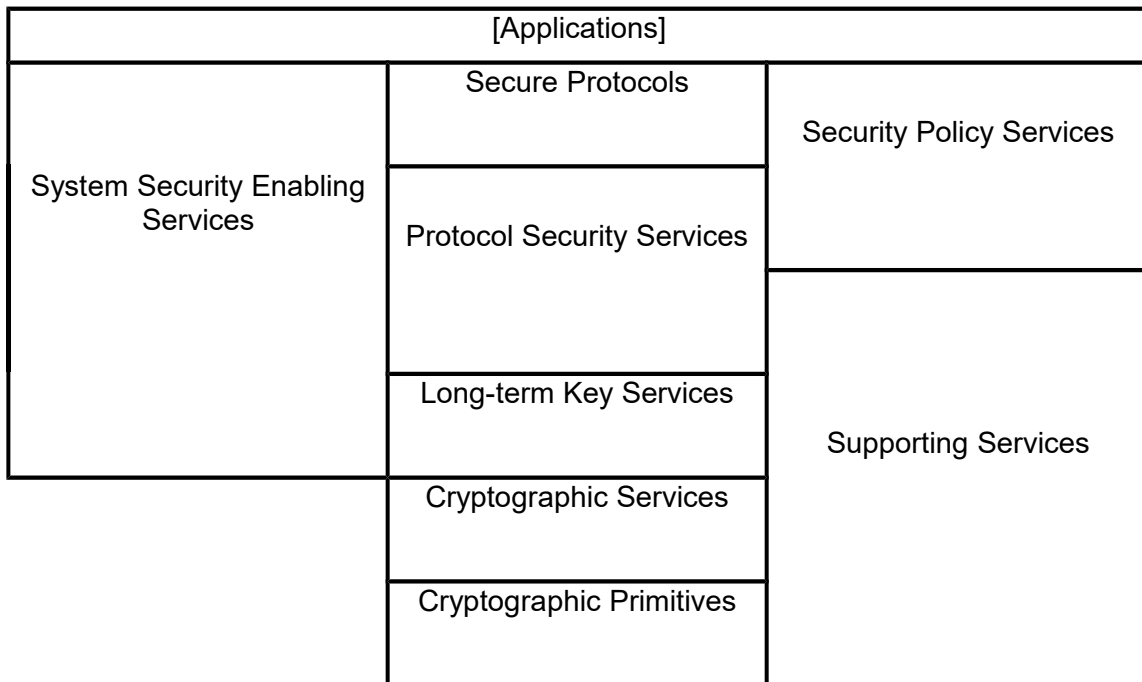 [Applications]
Secure Protocols
Security Policy Services
System Security Enabling
Services
Protocol Security Services
Long-term Key Services
Supporting Services
Cryptographic Services
Cryptographic Primitives